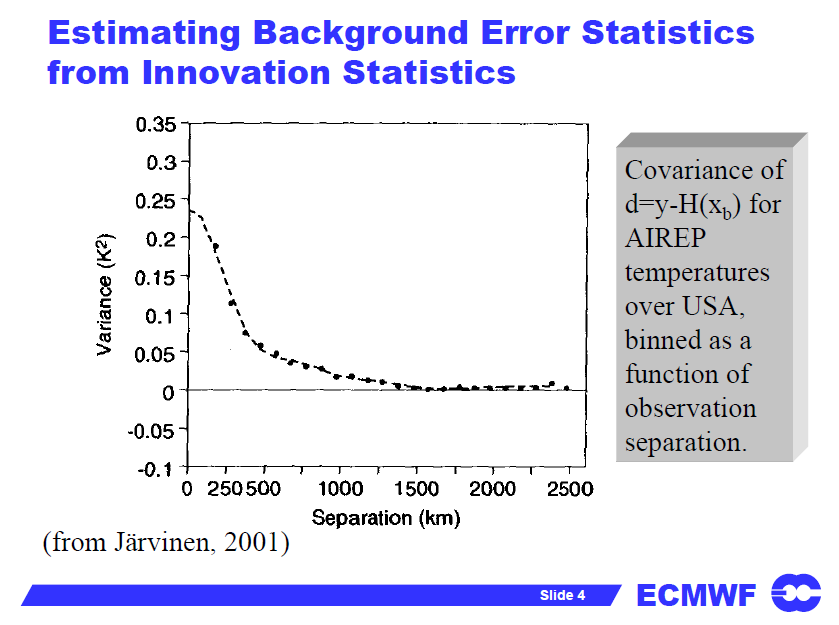 Estimating Background Error Statistics
from Innovation Statistics
0.35
0.3
0.25
0.2
0.15
0.1
0.05
0
-0.05
-0.1
Variance (K²)
0 250 500 1000 1500 2000 2500
Separation (km)
Covariance of
d=y-H(x_b) for
AIREP
temperatures
over USA,
binned as a
function of
observation
separation.
(from Järvinen, 2001)
Slide 4
ECMWF